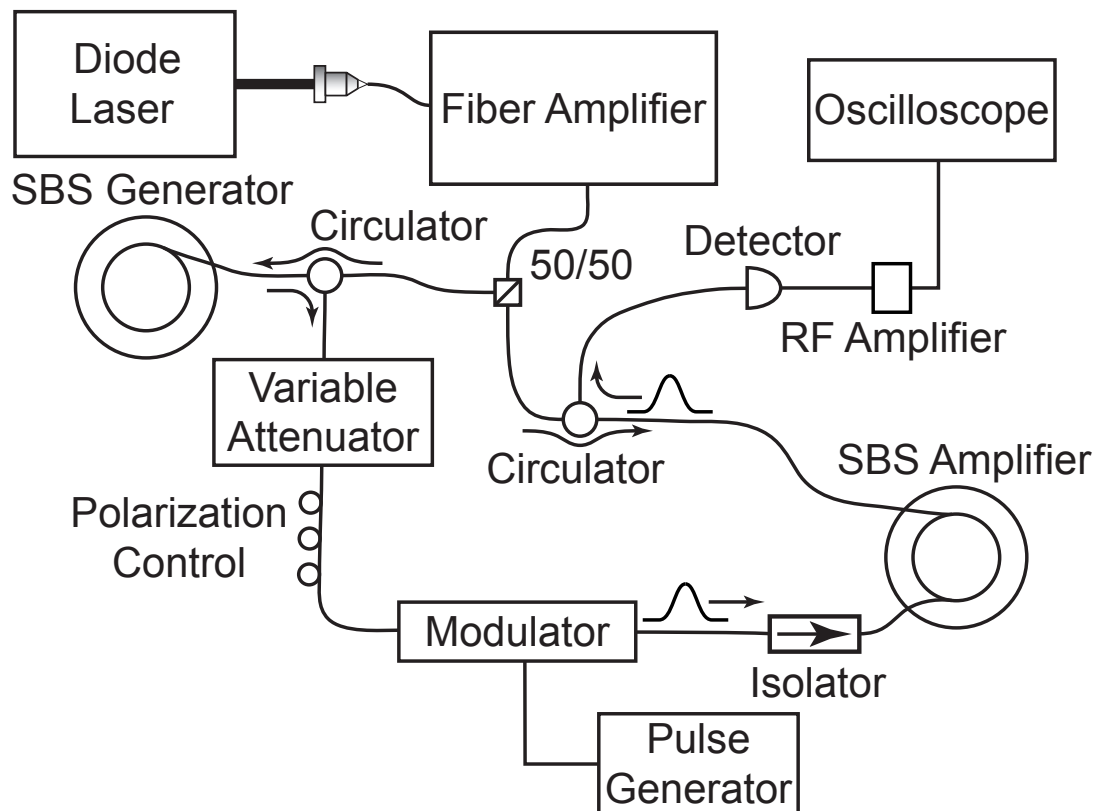 Diode
Laser
Fiber Amplifier
Oscilloscope
SBS Generator
Circulator
50/50
Detector
RF Amplifier
Variable
Attenuator
Circulator
SBS Amplifier
Polarization
Control
Modulator
Isolator
Pulse
Generator